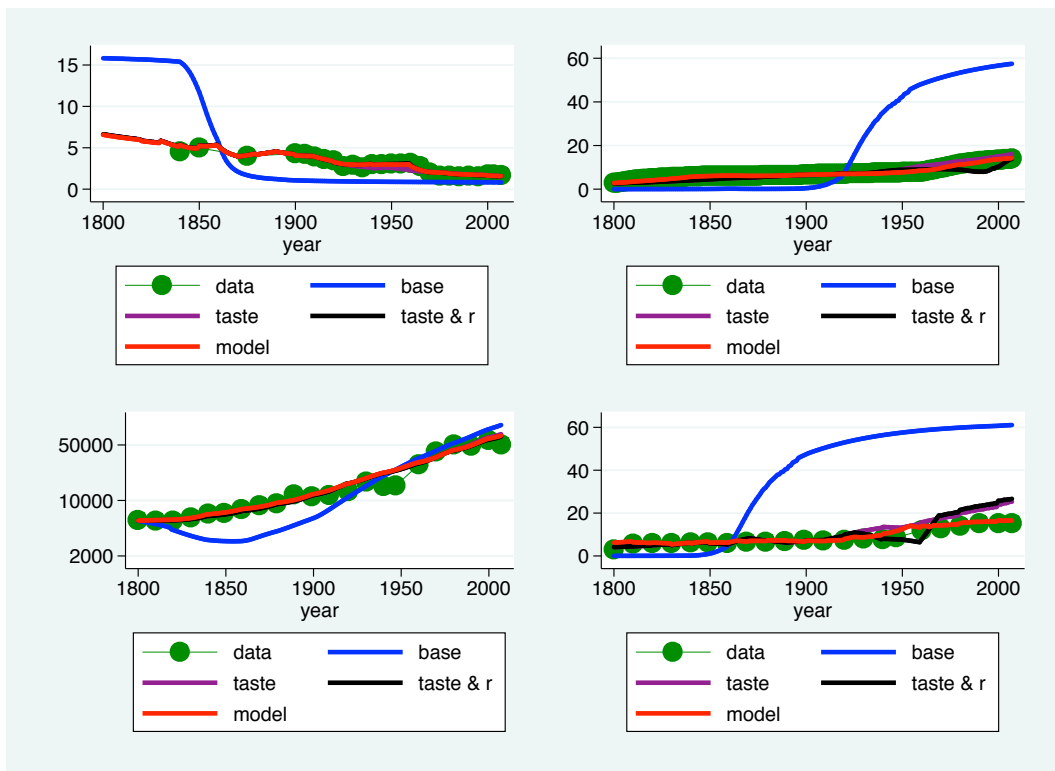 15
10
5
0
1800 1850 1900 1950 2000
year
data base
taste taste & r
model
60
40
20
0
1800 1850 1900 1950 2000
year
data base
taste taste & r
model
50000
10000
2000
1800 1850 1900 1950 2000
year
data base
taste taste & r
model
60
40
20
0
1800 1850 1900 1950 2000
year
data base
taste taste & r
model